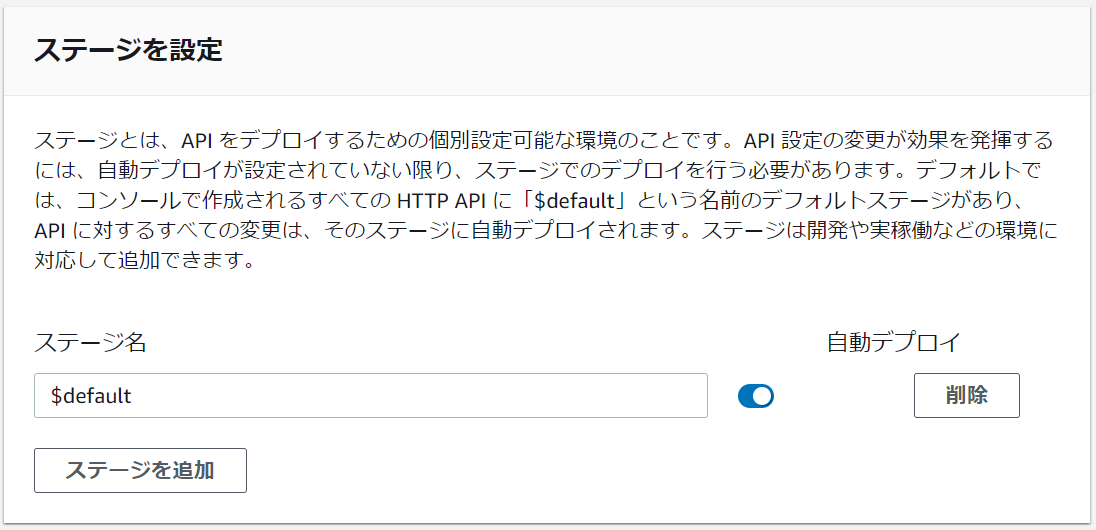 ステージを設定
ステージとは、API をデプロイするための個別設定可能な環境のことです。API 設定の変更が効果を発揮する
には、自動デプロイが設定されていない限り、ステージでのデプロイを行う必要があります。デフォルトで
は、コンソールで作成されるすべての HTTP API に「$default」という名前のデフォルトステージがあり、
API に対するすべての変更は、そのステージに自動デプロイされます。ステージは開発や実稼働などの環境に
対応して追加できます。
ステージ名 自動デプロイ
$default 削除
ステージを追加